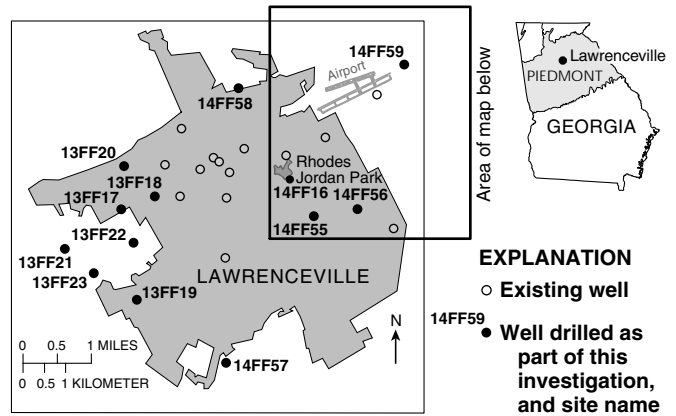 14FF59
Airport
14FF58
Area of map below
Lawrenceville
PIEDMONT
GEORGIA
13FF20
13FF18
13FF17
Rhodes
Jordan Park
14FF16
14FF56
14FF55
13FF22
13FF21
13FF23
13FF19
LAWRENCEVILLE
14FF57
N
0 0.5 1 MILES
0 0.5 1 KILOMETER
EXPLANATION
Existing well
14FF59
Well drilled as
part of this
investigation,
and site name